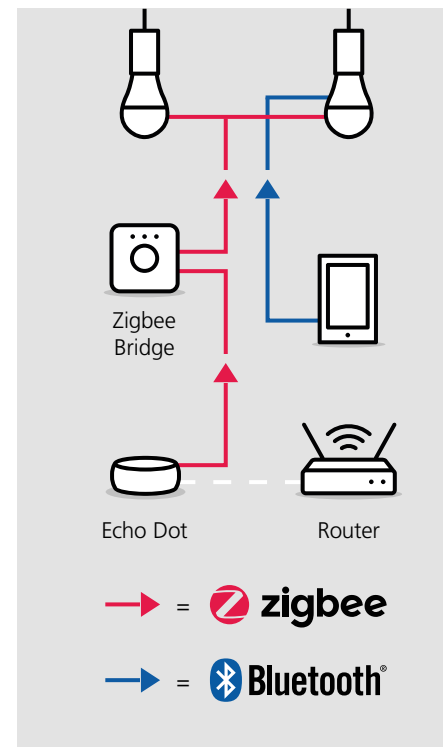 Zigbee
Bridge
Echo Dot
Router
= zigbee
= Bluetooth®